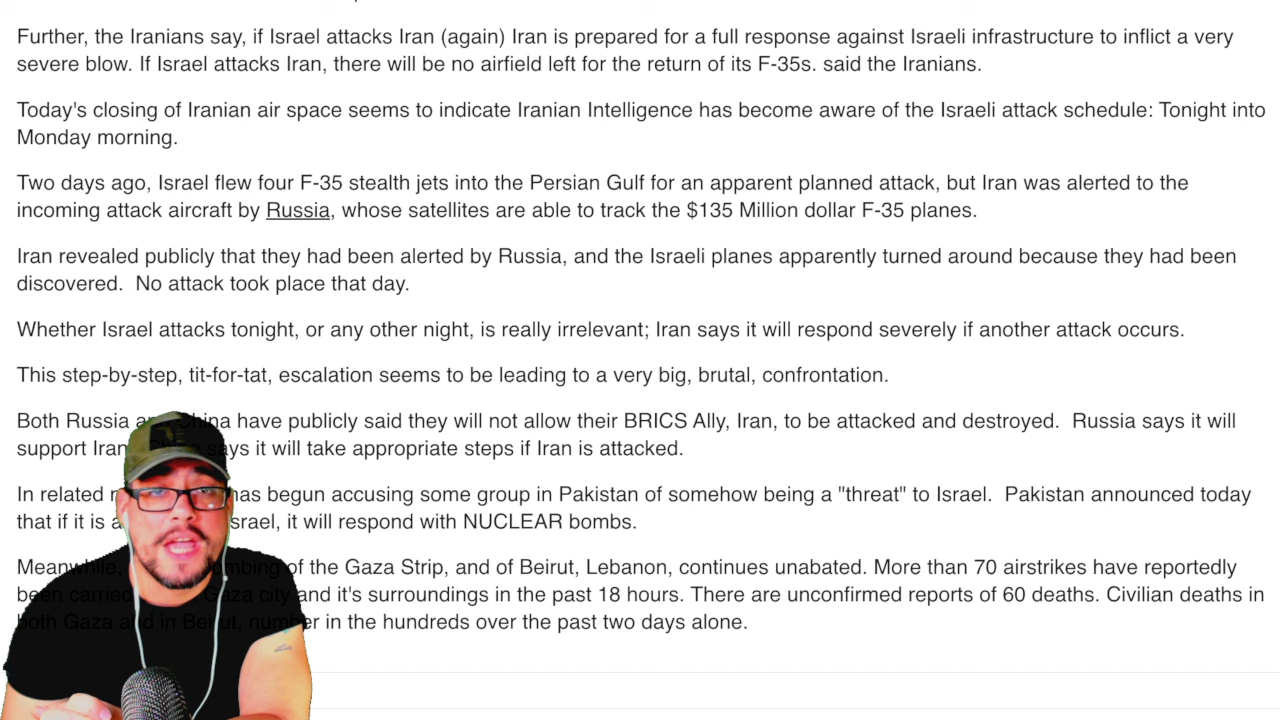 Further, the Iranians say, if Israel attacks Iran (again) Iran is prepared for a full response against Israeli infrastructure to inflict a very
severe blow. If Israel attacks Iran, there will be no airfield left for the return of its F-35s. said the Iranians.
Today's closing of Iranian air space seems to indicate Iranian Intelligence has become aware of the Israeli attack schedule: Tonight into
Monday morning.
Two days ago, Israel flew four F-35 stealth jets into the Persian Gulf for an apparent planned attack, but Iran was alerted to the
incoming attack aircraft by Russia, whose satellites are able to track the $135 Million dollar F-35 planes.
Iran revealed publicly that they had been alerted by Russia, and the Israeli planes apparently turned around because they had been
discovered.  No attack took place that day.
Whether Israel attacks tonight, or any other night, is really irrelevant; Iran says it will respond severely if another attack occurs.
This step-by-step, tit-for-tat, escalation seems to be leading to a very big, brutal, confrontation.
Both Russia and China have publicly said they will not allow their BRICS Ally, Iran, to be attacked and destroyed.  Russia says it will
support Iran says it will take appropriate steps if Iran is attacked.
In related has begun accusing some group in Pakistan of somehow being a "threat" to Israel.  Pakistan announced today
that if it is Israel, it will respond with NUCLEAR bombs.
Meanwhile, bombing of the Gaza Strip, and of Beirut, Lebanon, continues unabated. More than 70 airstrikes have reportedly
been carried Gaza city and it's surroundings in the past 18 hours. There are unconfirmed reports of 60 deaths. Civilian deaths in
both Gaza and in Beirut, number in the hundreds over the past two days alone.